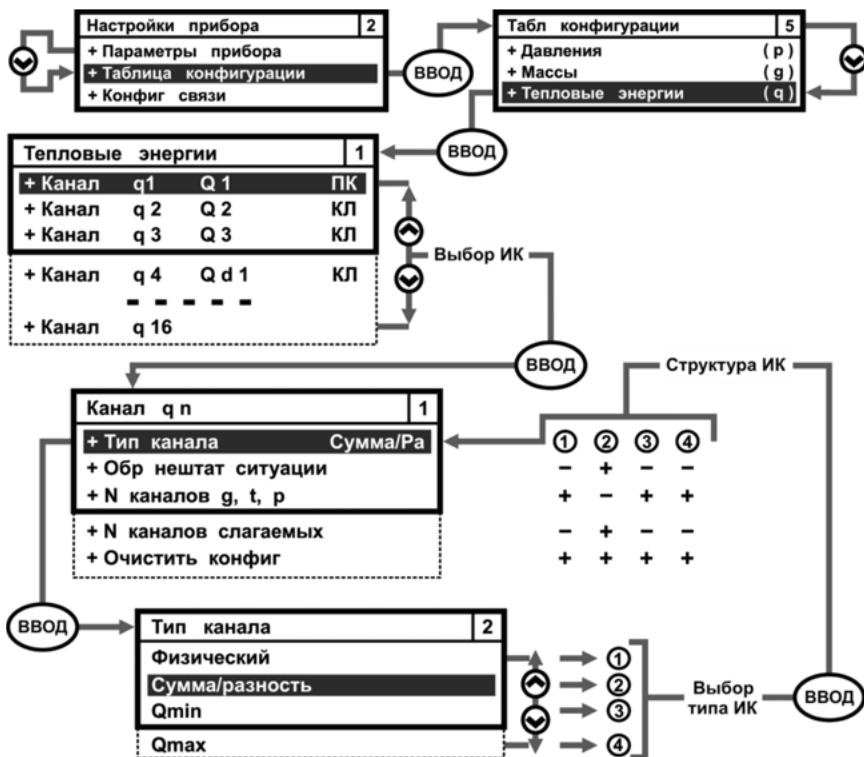 Настройки прибора 2
+ Параметры прибора
+ Таблица конфигурации
+ Конфиг связи
ВВОД
Табл конфигурации 5
+ Давления (p)
+ Массы (g)
+ Тепловые энергии (q)
ВВОД
Тепловые энергии 1
+ Канал q1 Q 1 ПК
+ Канал q 2 Q 2 КЛ
+ Канал q 3 Q 3 КЛ
+ Канал q 4 Q d 1 КЛ
- - - - -
+ Канал q 16
Выбор ИК
ВВОД
Структура ИК
Канал q n 1
+ Тип канала Сумма/Ра
+ Обр нештат ситуации
+ N каналов g, t, p
+ N каналов слагаемых
+ Очистить конфиг
1 2 3 4
– + – –
+ – + +
– + – –
+ + + +
ВВОД
Тип канала 2
Физический 1
Сумма/разность 2
Qmin 3
Qmax 4
Выбор
типа ИК
ВВОД